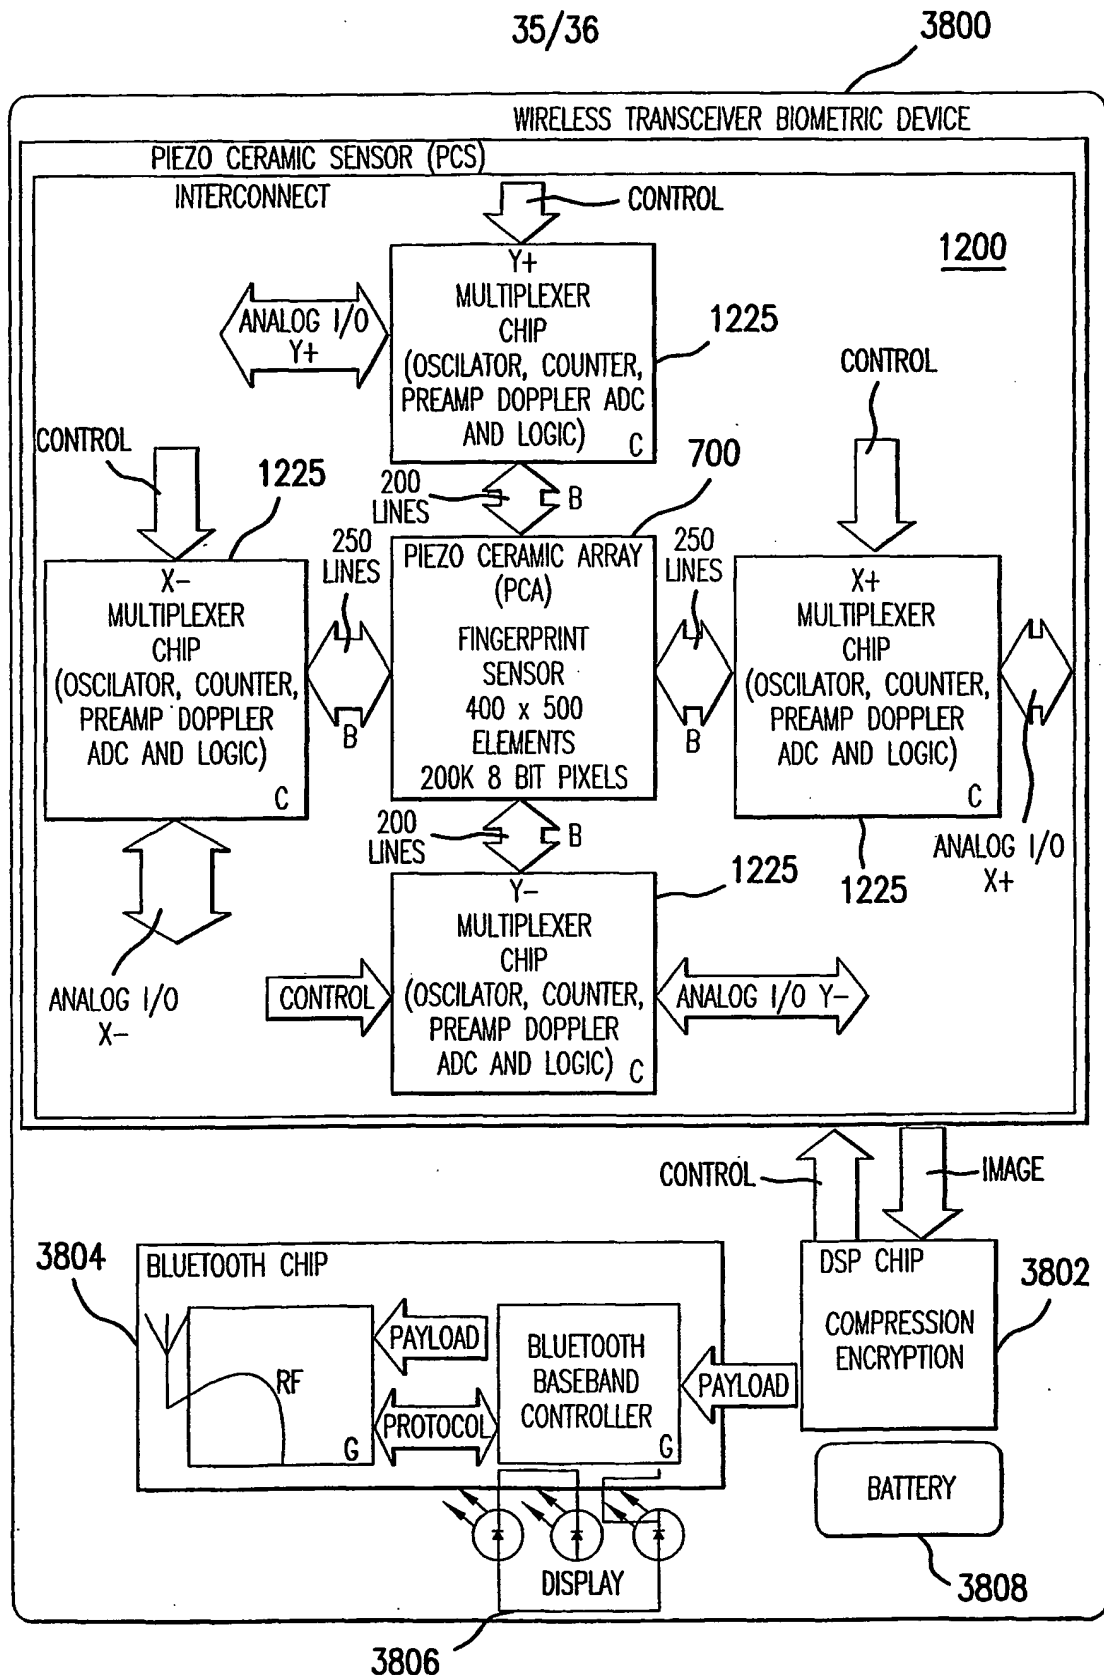 35/36
3800
WIRELESS TRANSCEIVER BIOMETRIC DEVICE
PIEZO CERAMIC SENSOR (PCS)
INTERCONNECT
CONTROL
1200
Y+
MULTIPLEXER
CHIP
(OSCILATOR, COUNTER,
PREAMP DOPPLER ADC
AND LOGIC)
C
ANALOG I/O
Y+
1225
CONTROL
CONTROL
1225
200
LINES
B
700
X-
MULTIPLEXER
CHIP
(OSCILATOR, COUNTER,
PREAMP DOPPLER
ADC AND LOGIC)
C
250
LINES
B
PIEZO CERAMIC ARRAY
(PCA)
FINGERPRINT
SENSOR
400 x 500
ELEMENTS
200K 8 BIT PIXELS
250
LINES
B
X+
MULTIPLEXER
CHIP
(OSCILATOR, COUNTER,
PREAMP DOPPLER
ADC AND LOGIC)
C
200
LINES
B
1225
1225
ANALOG I/O
X+
Y-
MULTIPLEXER
CHIP
(OSCILATOR, COUNTER,
PREAMP DOPPLER
ADC AND LOGIC)
C
ANALOG I/O
X-
CONTROL
ANALOG I/O Y-
CONTROL
IMAGE
3804
BLUETOOTH CHIP
DSP CHIP
COMPRESSION
ENCRYPTION
3802
RF
G
PAYLOAD
PROTOCOL
BLUETOOTH
BASEBAND
CONTROLLER
G
PAYLOAD
BATTERY
3808
DISPLAY
3806